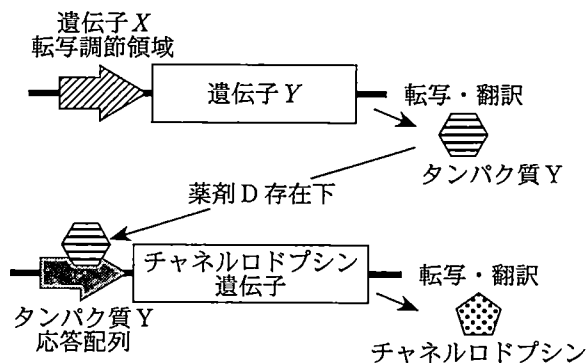 遺伝子X
転写調節領域
遺伝子Y
転写・翻訳
タンパク質Y
薬剤D存在下
チャネルロドプシン
遺伝子
転写・翻訳
タンパク質Y
応答配列
チャネルロドプシン